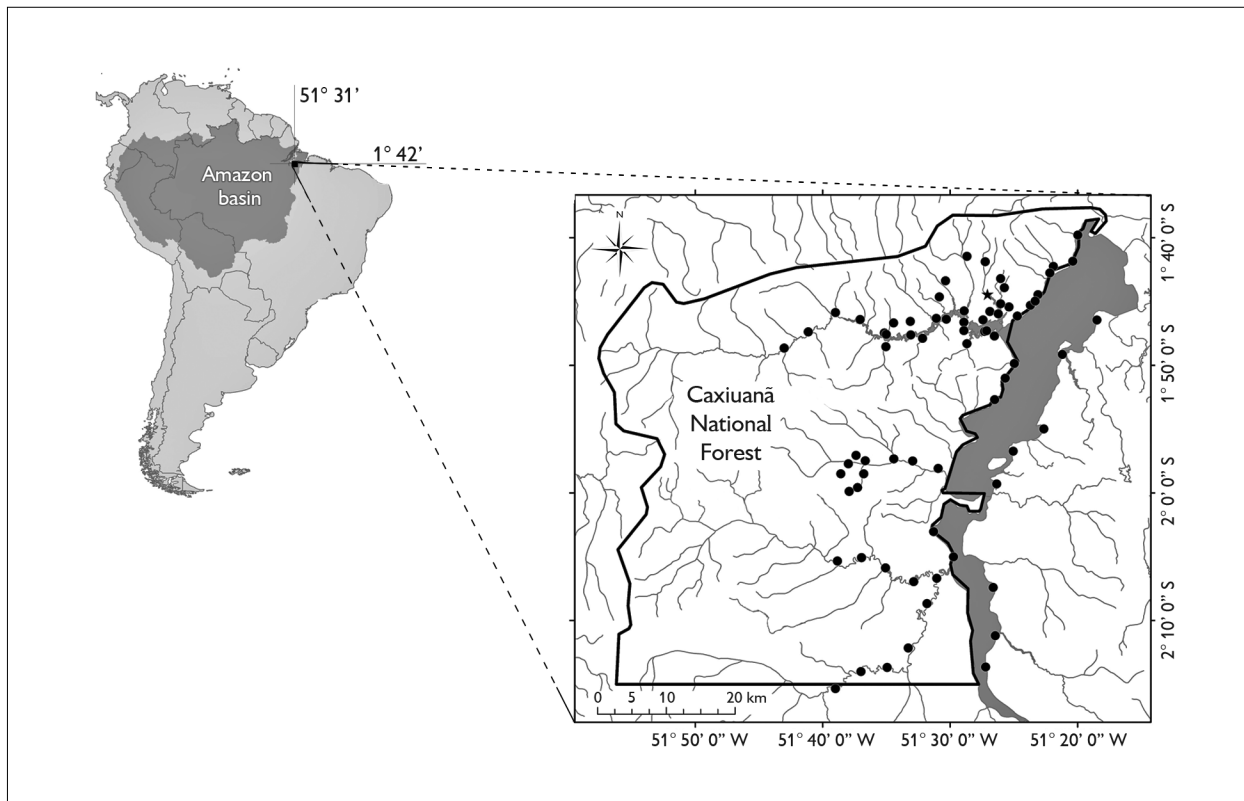 51° 31’
1° 42’
Amazon
basin
N
Caxiuanã
National
Forest
0 5 10 20 km
1° 40’ 0” S
1° 50’ 0” S
2° 0’ 0” S
2° 10’ 0” S
51° 50’ 0” W
51° 40’ 0” W
51° 30’ 0” W
51° 20’ 0” W